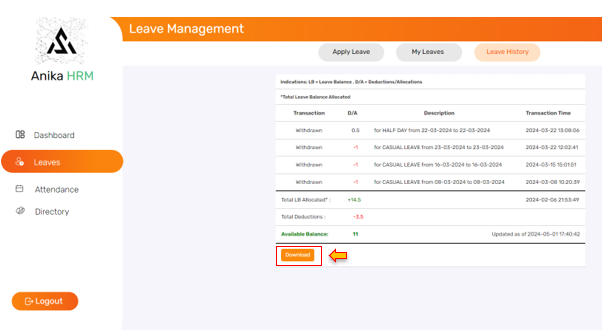 Leave Management
Apply Leave My Leaves Leave History
Anika HRM
Indications: LB = Leave Balance , D/A = Deductions/Allocations
*Total Leave Balance Allocated
Transaction D/A Description Transaction Time
Dashboard
Withdrawn 0.5 for HALF DAY from 22-03-2024 to 22-03-2024 2024-03-22 13:08:06
Withdrawn -1 for CASUAL LEAVE from 23-03-2024 to 23-03-2024 2024-03-22 12:02:41
Leaves
Withdrawn -1 for CASUAL LEAVE from 16-03-2024 to 16-03-2024 2024-03-15 15:01:51
Withdrawn -1 for CASUAL LEAVE from 08-03-2024 to 08-03-2024 2024-03-08 10:20:39
Attendance
Total LB Allocated* : +14.5 2024-02-06 21:53:49
Directory
Total Deductions : -3.5
Available Balance: 11 Updated as of 2024-05-01 17:40:42
Download
Logout